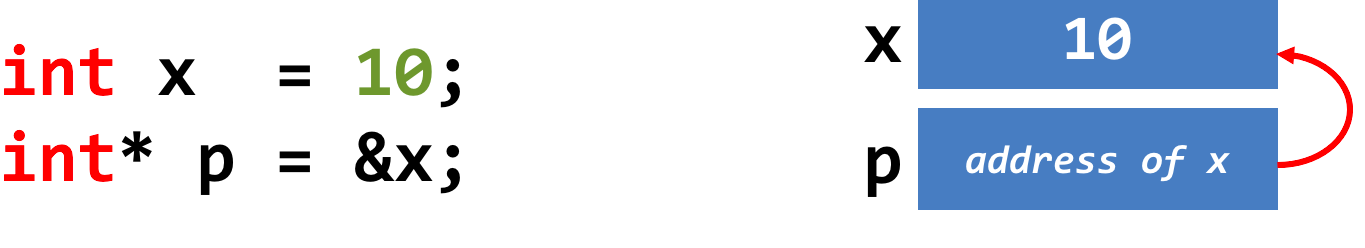 int x  = 10;
int* p = &x;
x 10
p address of x